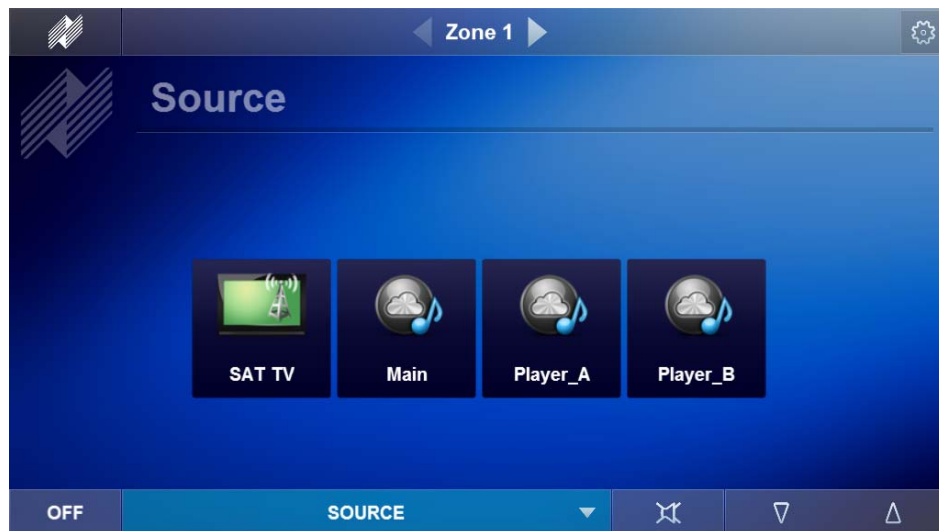 Zone 1
Source
SAT TV
Main
Player_A
Player_B
OFF
SOURCE